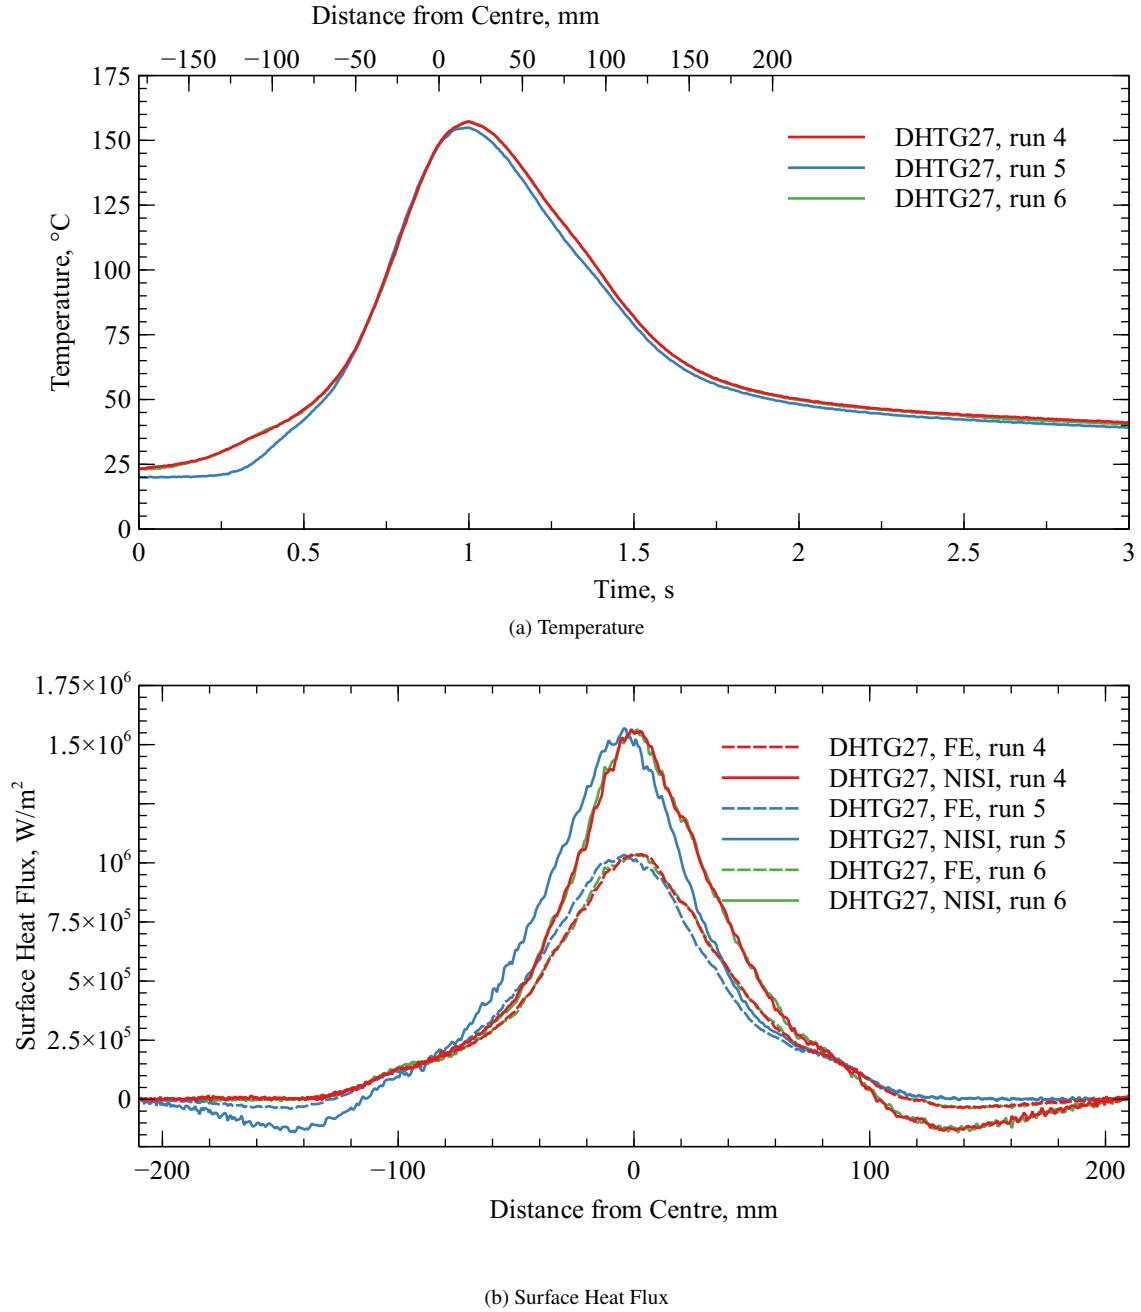 Distance from Centre, mm
−150 −100 −50 0 50 100 150 200
175
150
125
100
75
50
25
0
Temperature, °C
DHTG27, run 4
DHTG27, run 5
DHTG27, run 6
0 0.5 1 1.5 2 2.5 3
Time, s
(a) Temperature
1.75×10⁶
1.5×10⁶
10⁶
7.5×10⁵
5×10⁵
2.5×10⁵
0
Surface Heat Flux, W/m²
DHTG27, FE, run 4
DHTG27, NISI, run 4
DHTG27, FE, run 5
DHTG27, NISI, run 5
DHTG27, FE, run 6
DHTG27, NISI, run 6
−200 −100 0 100 200
Distance from Centre, mm
(b) Surface Heat Flux